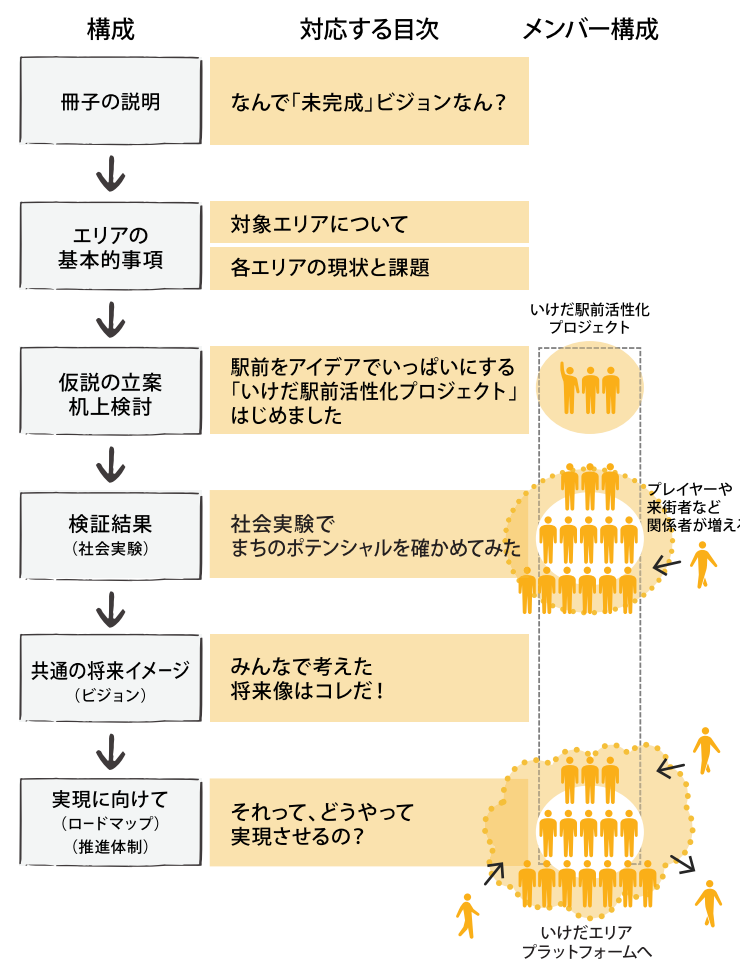 構成
対応する目次
メンバー構成
冊子の説明
なんで「未完成」ビジョンなん？
エリアの
基本的事項
対象エリアについて
各エリアの現状と課題
いけだ駅前活性化
プロジェクト
仮説の立案
机上検討
駅前をアイデアでいっぱいにする
「いけだ駅前活性化プロジェクト」
はじめました
検証結果
（社会実験）
社会実験で
まちのポテンシャルを確かめてみた
プレイヤーや
来街者など
関係者が増える
共通の将来イメージ
（ビジョン）
みんなで考えた
将来像はコレだ！
実現に向けて
（ロードマップ）
（推進体制）
それって、どうやって
実現させるの？
いけだエリア
プラットフォームへ